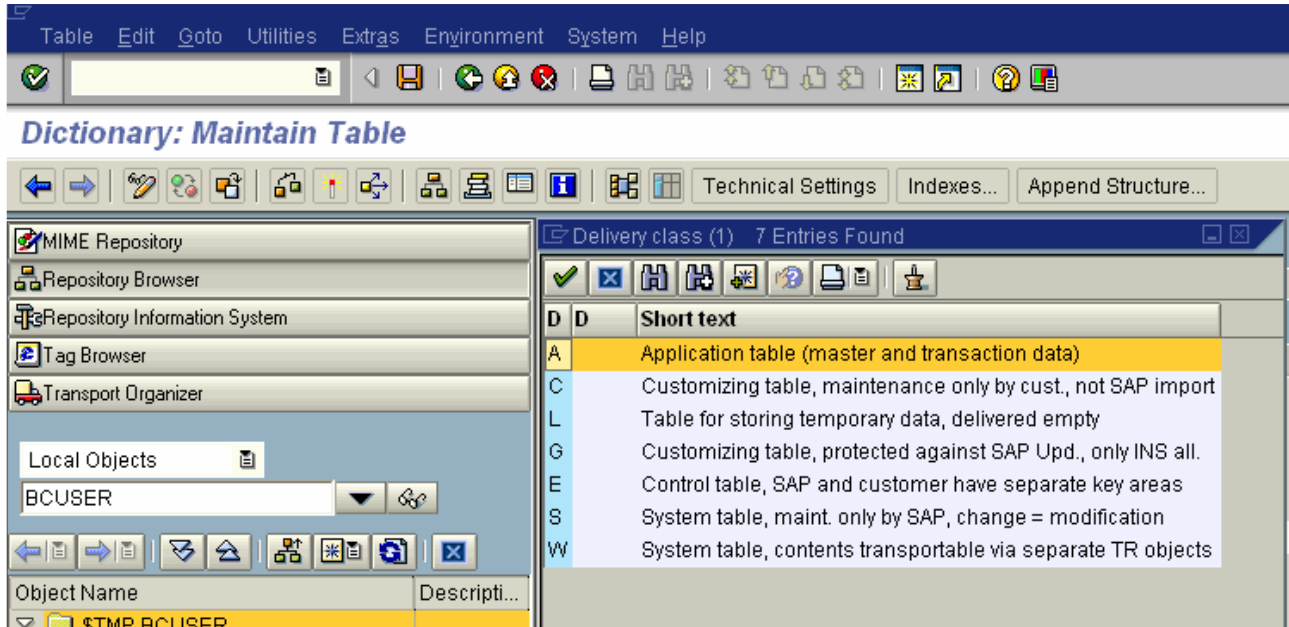 Table Edit Goto Utilities Extras Environment System Help
Dictionary: Maintain Table
Technical Settings Indexes... Append Structure...
MIME Repository
Repository Browser
Repository Information System
Tag Browser
Transport Organizer
Local Objects
BCUSER
Object Name Descripti...
$TMP BCUSER
Delivery class (1) 7 Entries Found
D D Short text
A Application table (master and transaction data)
C Customizing table, maintenance only by cust., not SAP import
L Table for storing temporary data, delivered empty
G Customizing table, protected against SAP Upd., only INS all.
E Control table, SAP and customer have separate key areas
S System table, maint. only by SAP, change = modification
W System table, contents transportable via separate TR objects